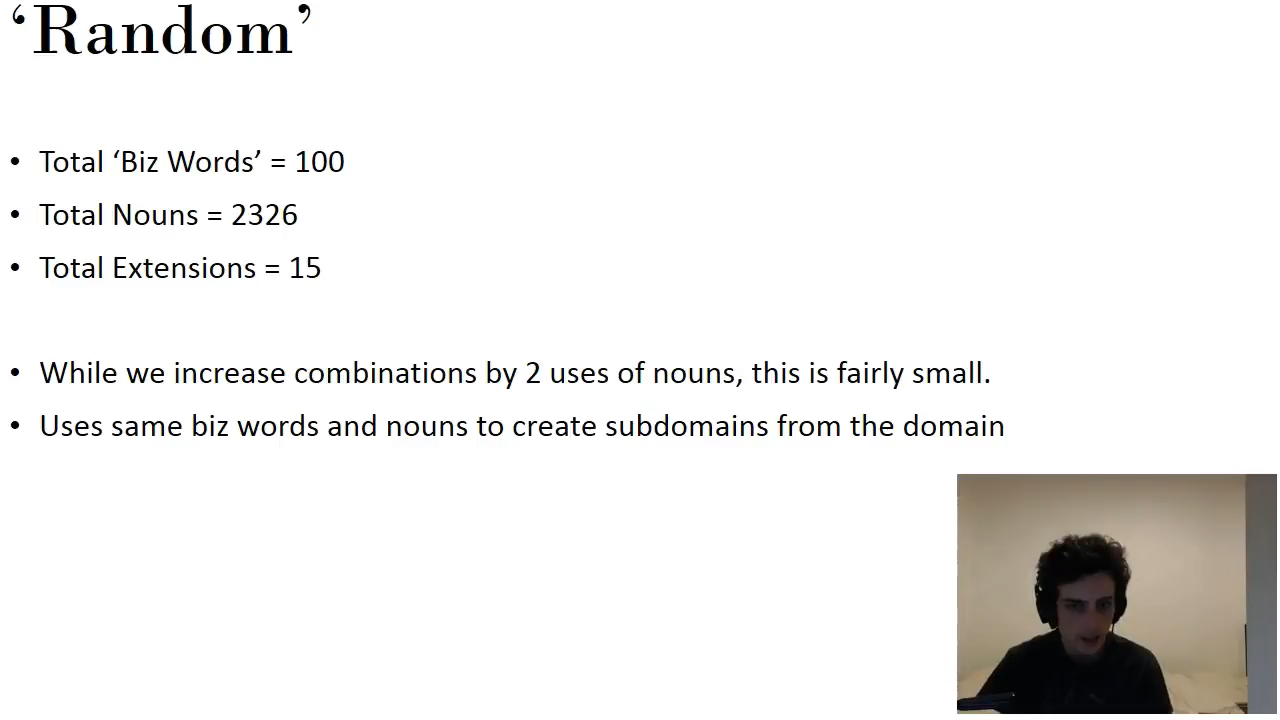 ‘Random’
• Total ‘Biz Words’ = 100
• Total Nouns = 2326
• Total Extensions = 15
• While we increase combinations by 2 uses of nouns, this is fairly small.
• Uses same biz words and nouns to create subdomains from the domain